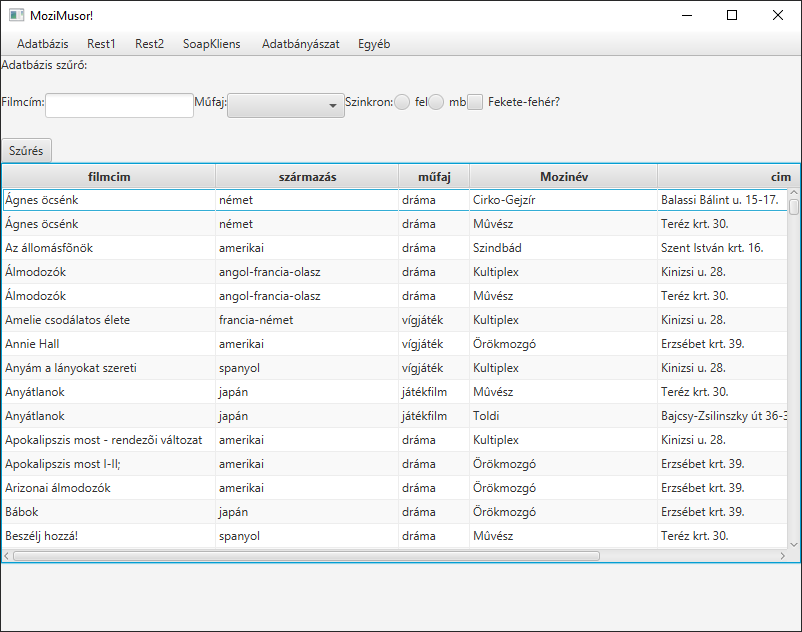 MoziMusor!
Adatbázis Rest1 Rest2 SoapKliens Adatbányászat Egyéb
Adatbázis szűrő:
Filmcím: Műfaj: Szinkron: fel mb Fekete-fehér?
Szűrés
filmcim származás műfaj Mozinév cim
Ágnes öcsénk német dráma Cirko-Gejzír Balassi Bálint u. 15-17.
Ágnes öcsénk német dráma Mûvész Teréz krt. 30.
Az állomásfõnök amerikai dráma Szindbád Szent István krt. 16.
Álmodozók angol-francia-olasz dráma Kultiplex Kinizsi u. 28.
Álmodozók angol-francia-olasz dráma Mûvész Teréz krt. 30.
Amelie csodálatos élete francia-német vígjáték Kultiplex Kinizsi u. 28.
Annie Hall amerikai vígjáték Örökmozgó Erzsébet krt. 39.
Anyám a lányokat szereti spanyol vígjáték Kultiplex Kinizsi u. 28.
Anyátlanok japán játékfilm Mûvész Teréz krt. 30.
Anyátlanok japán játékfilm Toldi Bajcsy-Zsilinszky út 36-3
Apokalipszis most - rendezõi változat amerikai dráma Kultiplex Kinizsi u. 28.
Apokalipszis most I-II; amerikai dráma Örökmozgó Erzsébet krt. 39.
Arizonai álmodozók amerikai dráma Örökmozgó Erzsébet krt. 39.
Bábok japán dráma Örökmozgó Erzsébet krt. 39.
Beszélj hozzá! spanyol dráma Mûvész Teréz krt. 30.